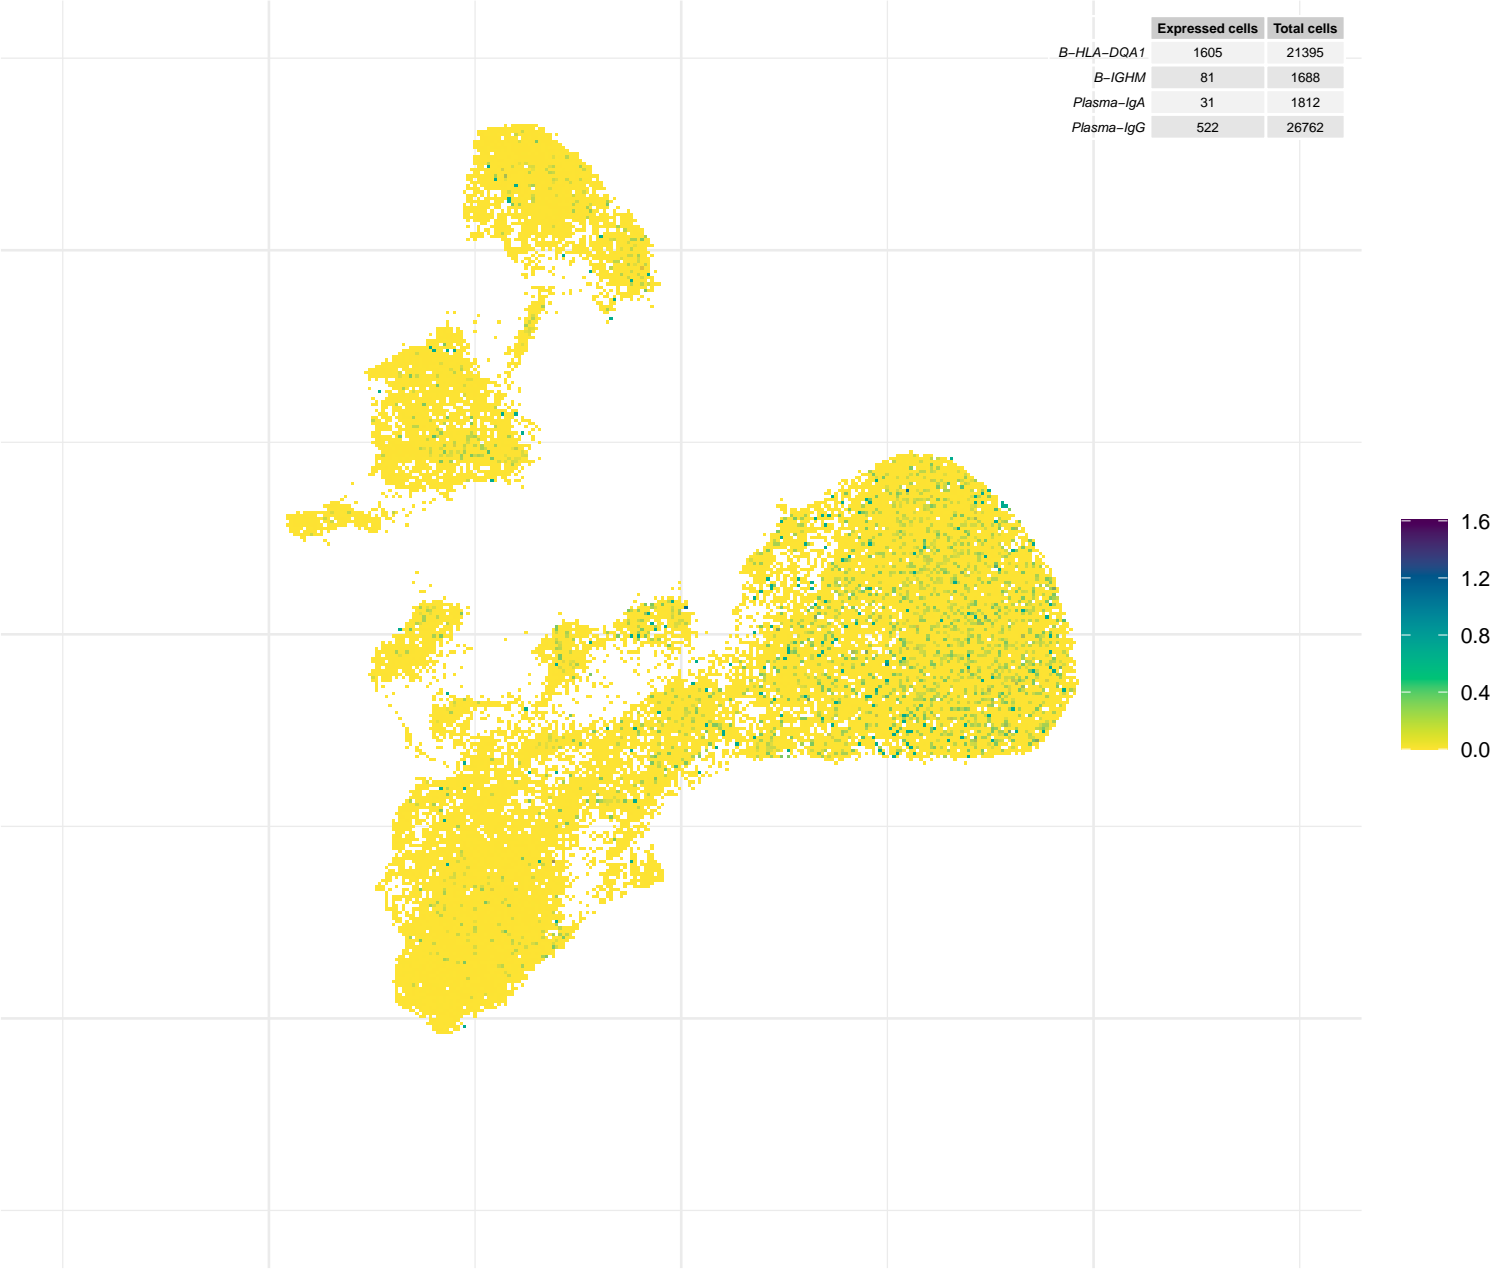 Expressed cells Total cells
B−HLA−DQA1 1605 21395
B−IGHM 81 1688
Plasma−IgA 31 1812
Plasma−IgG 522 26762
1.6
1.2
0.8
0.4
0.0